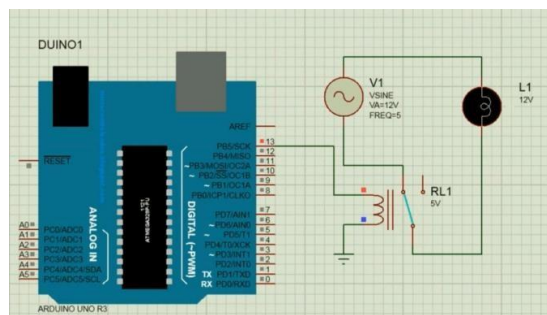 DUINO1
V1
VSINE
VA=12V
FREQ=5
L1
12V
AREF
RESET
PB5/SCK 13
PB4/MISO 12
~PB3/MOSI/OC2A 11
~ PB2/SS/OC1B 10
~ PB1/OC1A 9
PB0/ICP1/CLKO 8
RL1
5V
ANALOG IN
DIGITAL (~PWM)
PD7/AIN1 7
~ PD6/AIN0 6
~ PD5/T1 5
PD4/T0/XCK 4
~ PD3/INT1 3
PD2/INT0 2
TX PD1/TXD 1
RX PD0/RXD 0
A0 PC0/ADC0
A1 PC1/ADC1
A2 PC2/ADC2
A3 PC3/ADC3
A4 PC4/ADC4/SDA
A5 PC5/ADC5/SCL
ARDUINO UNO R3